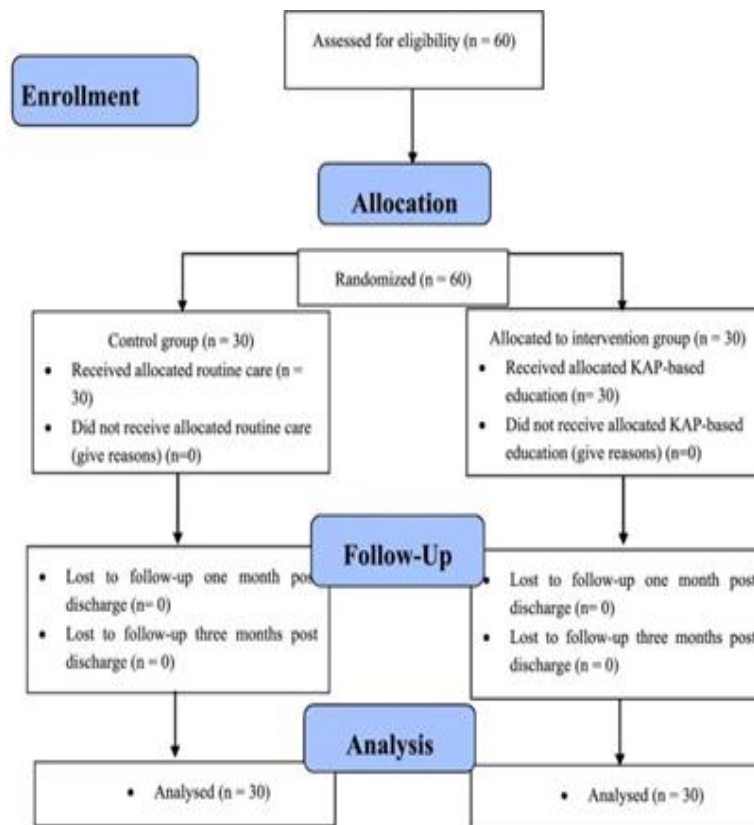 Assessed for eligibility (n = 60)
Enrollment
Allocation
Randomized (n = 60)
Control group (n = 30)
• Received allocated routine care (n =
30)
• Did not receive allocated routine care
(give reasons) (n=0)
Allocated to intervention group (n = 30)
• Received allocated KAP-based
education (n= 30)
• Did not receive allocated KAP-based
education (give reasons) (n=0)
Follow-Up
• Lost to follow-up one month post
discharge (n= 0)
• Lost to follow-up three months post
discharge (n = 0)
• Lost to follow-up one month post
discharge (n= 0)
• Lost to follow-up three months post
discharge (n = 0)
Analysis
• Analysed (n = 30)
• Analysed (n = 30)